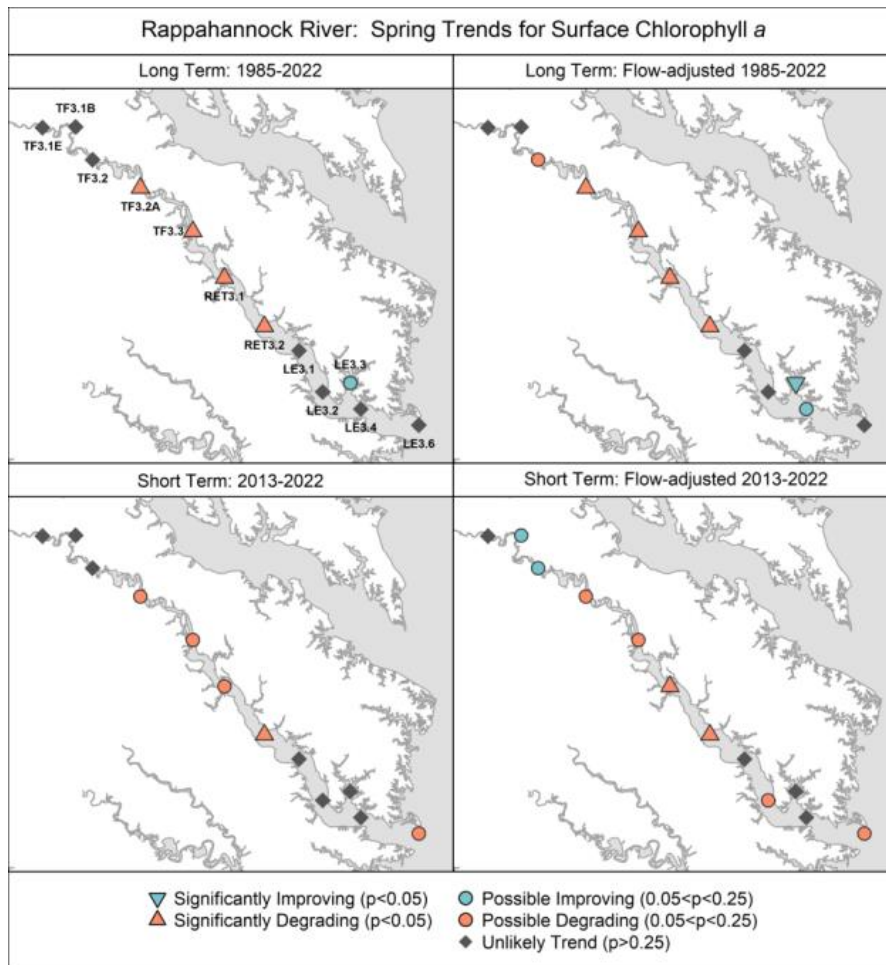 Rappahannock River: Spring Trends for Surface Chlorophyll a
Long Term: 1985-2022
Long Term: Flow-adjusted 1985-2022
TF3.1B
TF3.1E
TF3.2
TF3.2A
TF3.3
RET3.1
RET3.2
LE3.1
LE3.3
LE3.2
LE3.4
LE3.6
Short Term: 2013-2022
Short Term: Flow-adjusted 2013-2022
Significantly Improving (p<0.05)
Possible Improving (0.05<p<0.25)
Significantly Degrading (p<0.05)
Possible Degrading (0.05<p<0.25)
Unlikely Trend (p>0.25)